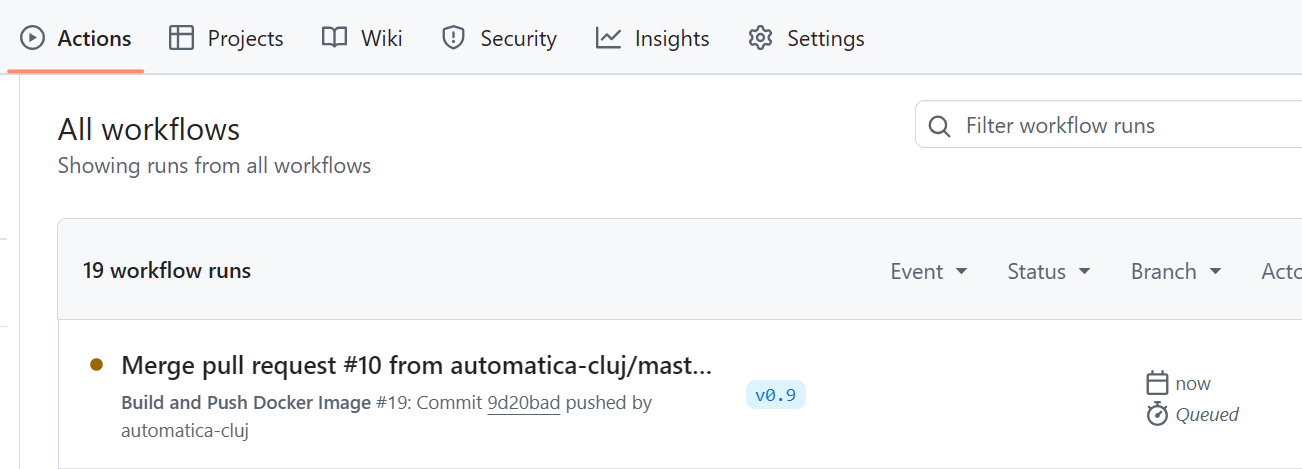 Actions Projects Wiki Security Insights Settings
All workflows
Filter workflow runs
Showing runs from all workflows
19 workflow runs
Event Status Branch Acto
Merge pull request #10 from automatica-cluj/mast...
Build and Push Docker Image #19: Commit 9d20bad pushed by
automatica-cluj
v0.9
now
Queued